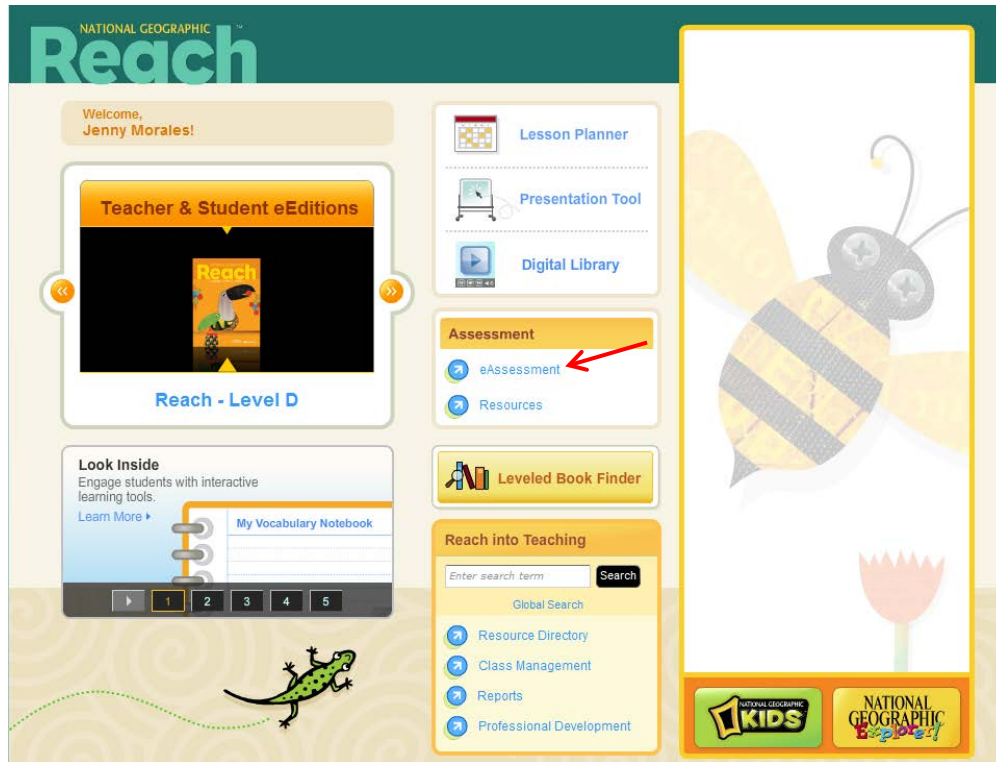 NATIONAL GEOGRAPHIC
Reach
Welcome,
Jenny Morales!
Teacher & Student eEditions
Reach
Reach - Level D
Look Inside
Engage students with interactive
learning tools.
Learn More
My Vocabulary Notebook
1 2 3 4 5
Lesson Planner
Presentation Tool
Digital Library
Assessment
eAssessment
Resources
Leveled Book Finder
Reach into Teaching
Enter search term
Search
Global Search
Resource Directory
Class Management
Reports
Professional Development
NATIONAL GEOGRAPHIC
KIDS
NATIONAL
GEOGRAPHIC
Explorer!